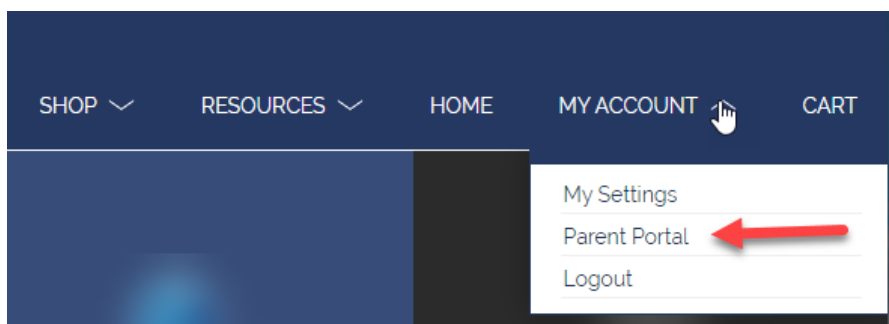 SHOP RESOURCES HOME MY ACCOUNT CART
My Settings
Parent Portal
Logout